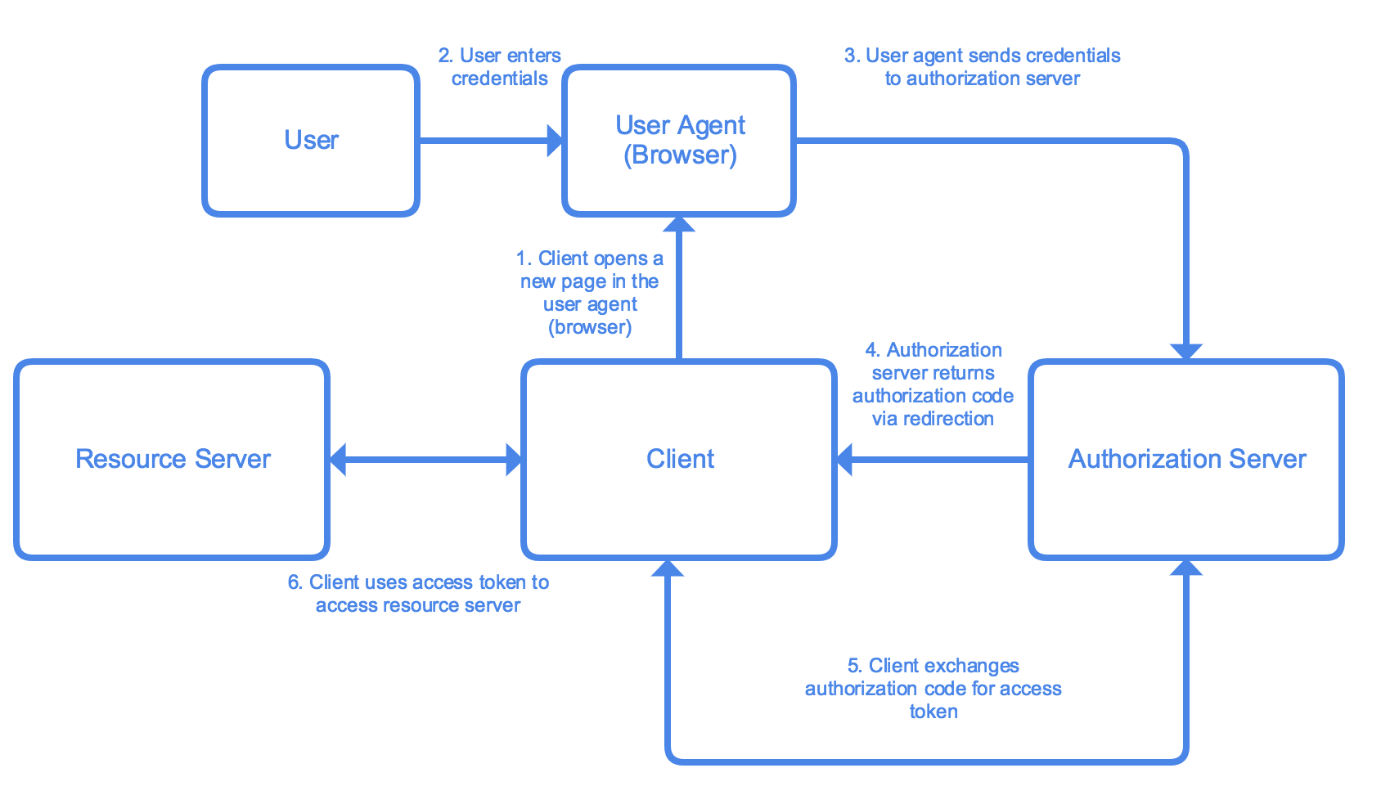 2. User enters
credentials
3. User agent sends credentials
to authorization server
User
User Agent
(Browser)
1. Client opens a
new page in the
user agent
(browser)
4. Authorization
server returns
authorization code
via redirection
Resource Server
Client
Authorization Server
6. Client uses access token to
access resource server
5. Client exchanges
authorization code for access
token